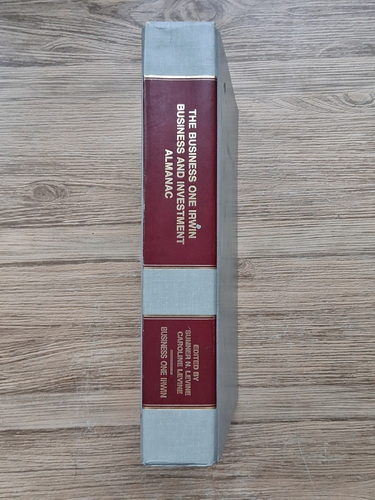 THE BUSINESS ONE IRWIN
BUSINESS AND INVESTMENT
ALMANAC
EDITED BY
SUMNER N. LEVINE
CAROLINE LEVINE
BUSINESS ONE IRWIN